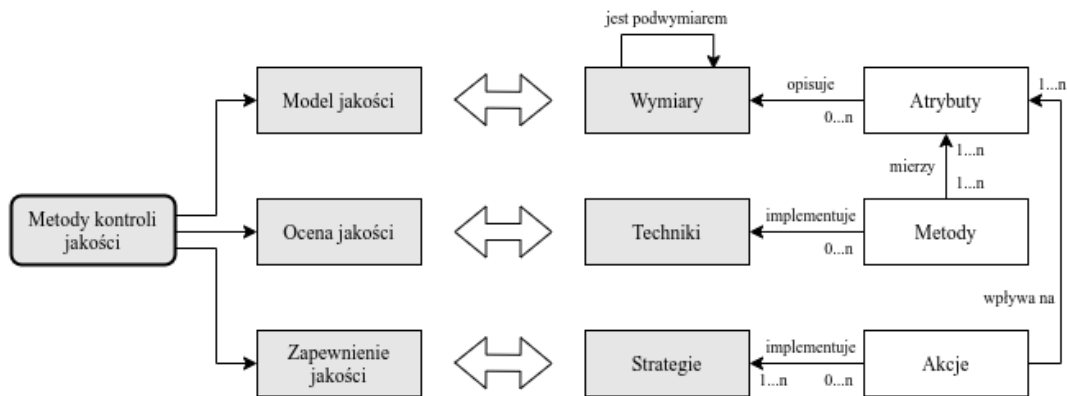 jest podwymiarem
Model jakości
Wymiary
opisuje
0...n
Atrybuty
1...n
mierzy
1...n
1...n
Metody kontroli
jakości
Ocena jakości
Techniki
implementuje
0...n
Metody
wpływa na
Zapewnienie
jakości
Strategie
implementuje
1...n
0...n
Akcje